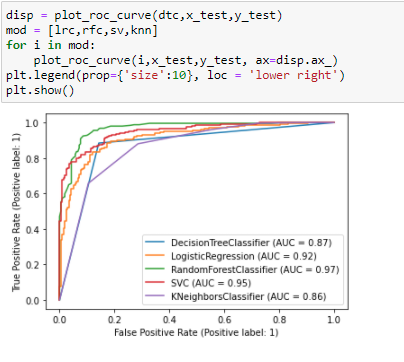 disp = plot_roc_curve(dtc,x_test,y_test)
mod = [lrc,rfc,sv,knn]
for i in mod:
    plot_roc_curve(i,x_test,y_test, ax=disp.ax_)
plt.legend(prop={'size':10}, loc = 'lower right')
plt.show()
True Positive Rate (Positive label: 1)
1.0
0.8
0.6
0.4
0.2
0.0
DecisionTreeClassifier (AUC = 0.87)
LogisticRegression (AUC = 0.92)
RandomForestClassifier (AUC = 0.97)
SVC (AUC = 0.95)
KNeighborsClassifier (AUC = 0.86)
0.0 0.2 0.4 0.6 0.8 1.0
False Positive Rate (Positive label: 1)